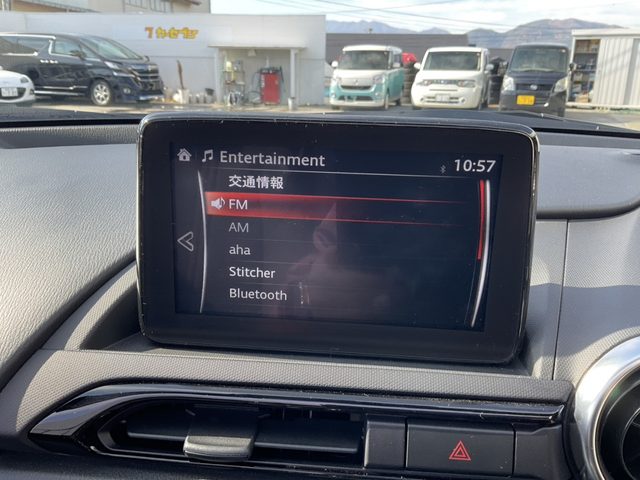 Entertainment
10:57
交通情報
FM
AM
aha
Stitcher
Bluetooth